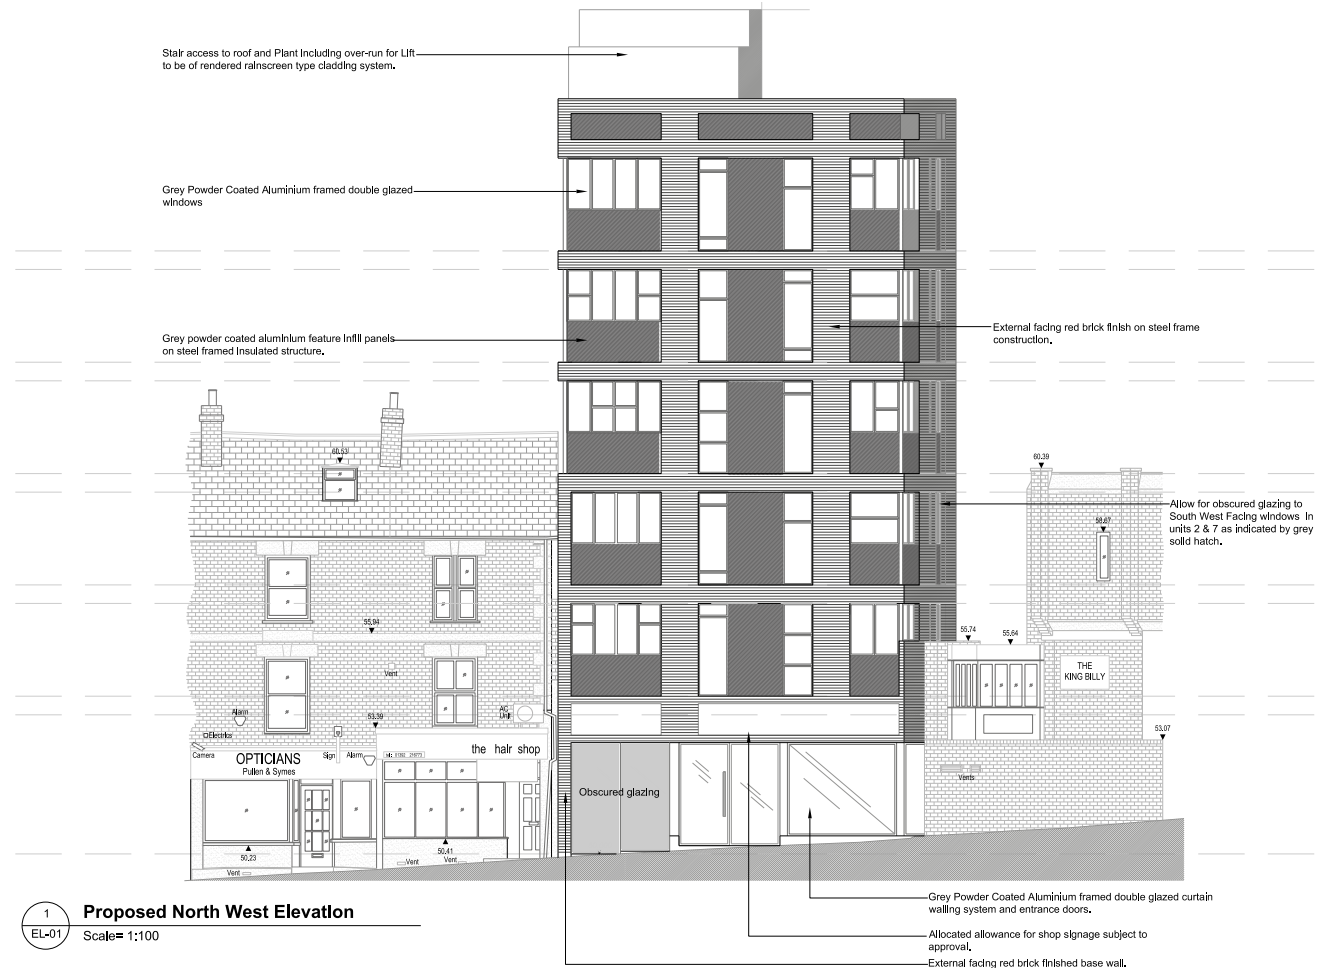 Stair access to roof and Plant including over-run for Lift
to be of rendered rainscreen type cladding system.
Grey Powder Coated Aluminium framed double glazed
windows
Grey powder coated aluminium feature infill panels
on steel framed insulated structure.
External facing red brick finish on steel frame
construction.
60.53
60.39
Allow for obscured glazing to
South West Facing windows in
units 2 & 7 as indicated by grey
solid hatch.
58.67
55.94
55.74
55.64
Vent
THE
KING BILLY
Alarm
53.39
AC
Unit
Electrics
53.07
Camera
OPTICIANS
Pullen & Symes
Sign
Alarm
the hair shop
Vents
Obscured glazing
50.23
50.41
Vent
Vent
Vent
Grey Powder Coated Aluminium framed double glazed curtain
walling system and entrance doors.
Allocated allowance for shop signage subject to
approval.
External facing red brick finished base wall.
1
EL-01
Proposed North West Elevation
Scale= 1:100